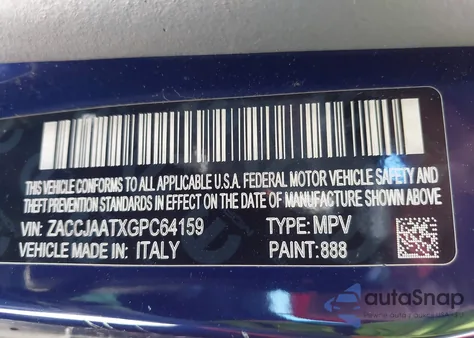 THIS VEHICLE CONFORMS TO ALL APPLICABLE U.S.A. FEDERAL MOTOR VEHICLE SAFETY AND
THEFT PREVENTION STANDARDS IN EFFECT ON THE DATE OF MANUFACTURE SHOWN ABOVE
VIN: ZACCJAATXGPC64159 TYPE: MPV
VEHICLE MADE IN: ITALY PAINT: 888
autoSnap